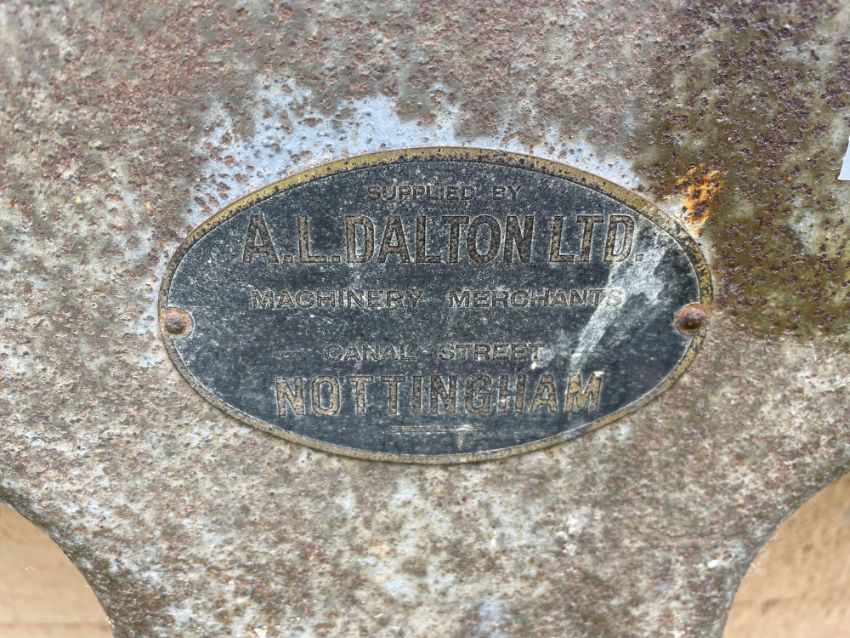 SUPPLIED BY
A.L. DALTON LTD.
MACHINERY MERCHANTS
CANAL STREET
NOTTINGHAM